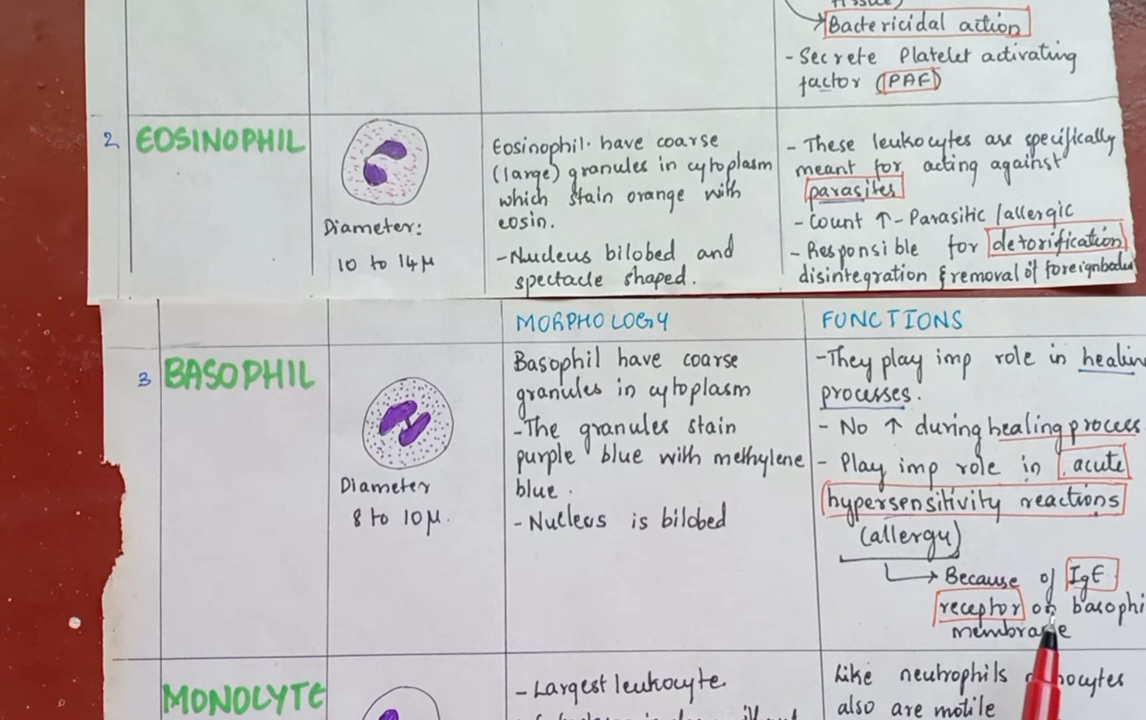 Tissue)
Bactericidal action
- Secrete Platelet activating
factor (PAF)
2 EOSINOPHIL
Diameter:
10 to 14μ
Eosinophil. have coarse
(large) granules in cytoplasm
which stain orange with
eosin.
- Nucleus bilobed and
spectacle shaped.
- These leukocytes are specifically
meant for acting against
parasites
- Count ↑ - Parasitic /allergic
- Responsible for detoxification
disintegration & removal of foreignbodies
MORPHOLOGY
FUNCTIONS
3 BASOPHIL
Diameter
8 to 10μ.
Basophil have coarse
granules in cytoplasm
- The granules stain
purple blue with methylene
blue.
- Nucleus is bilobed
- They play imp role in healin
processes.
- No ↑ during healing process
- Play imp role in acute
hypersensitivity reactions
(allergy)
→ Because of IgE
receptor on basophi
membrane
MONOLYTE
- Largest leukocyte
Like neutrophils
also are motile